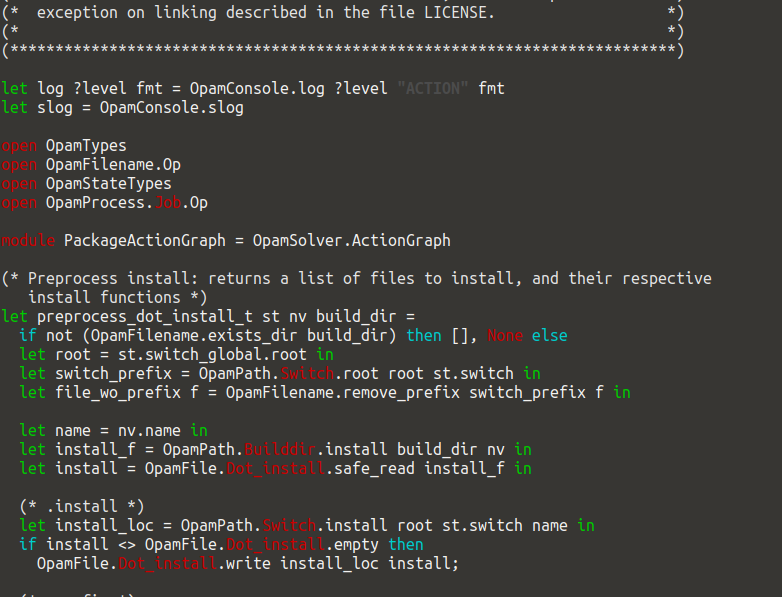 (*  exception on linking described in the file LICENSE.                   *)
(*                                                                        *)
(**************************************************************************)
let log ?level fmt = OpamConsole.log ?level "ACTION" fmt
let slog = OpamConsole.slog
open OpamTypes
open OpamFilename.Op
open OpamStateTypes
open OpamProcess.Job.Op
module PackageActionGraph = OpamSolver.ActionGraph
(* Preprocess install: returns a list of files to install, and their respective
   install functions *)
let preprocess_dot_install_t st nv build_dir =
  if not (OpamFilename.exists_dir build_dir) then [], None else
  let root = st.switch_global.root in
  let switch_prefix = OpamPath.Switch.root root st.switch in
  let file_wo_prefix f = OpamFilename.remove_prefix switch_prefix f in
  let name = nv.name in
  let install_f = OpamPath.Builddir.install build_dir nv in
  let install = OpamFile.Dot_install.safe_read install_f in
  (* .install *)
  let install_loc = OpamPath.Switch.install root st.switch name in
  if install <> OpamFile.Dot_install.empty then
    OpamFile.Dot_install.write install_loc install;